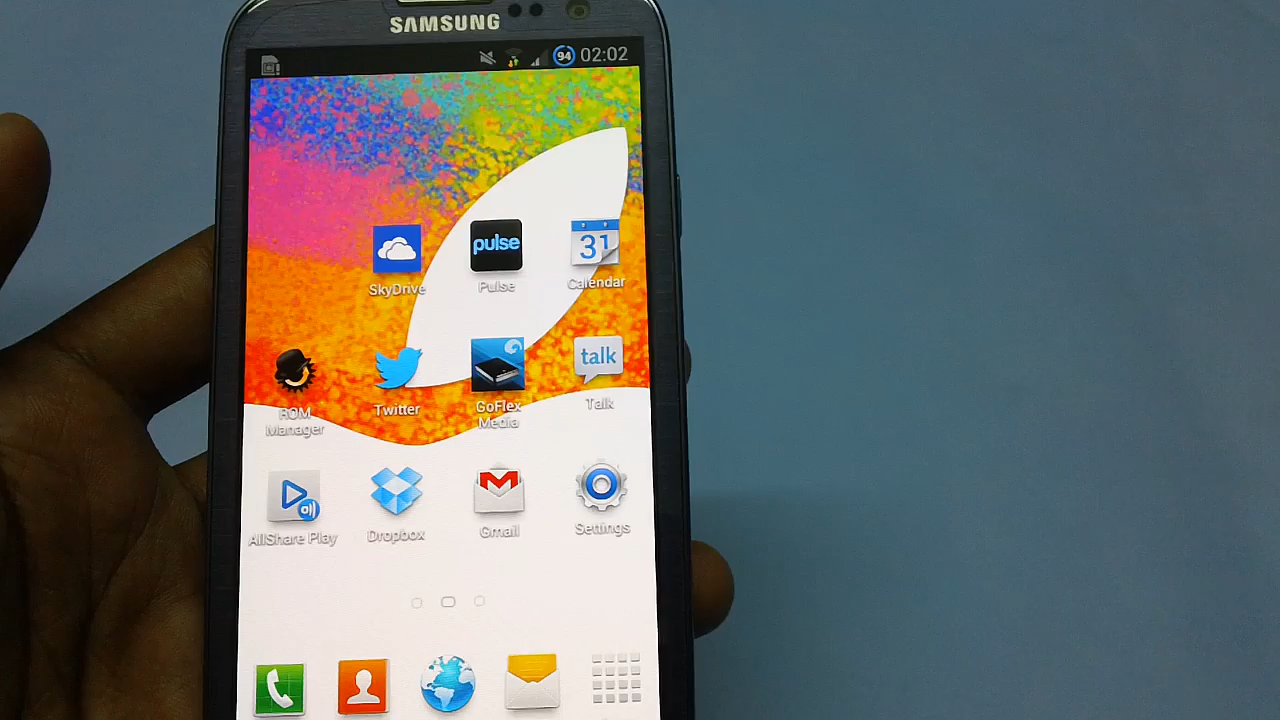 SAMSUNG
94 02:02
pulse
31
SkyDrive Pulse Calendar
talk
ROM Manager
Twitter
GoFlex Media
Talk
AllShare Play Dropbox Gmail Settings